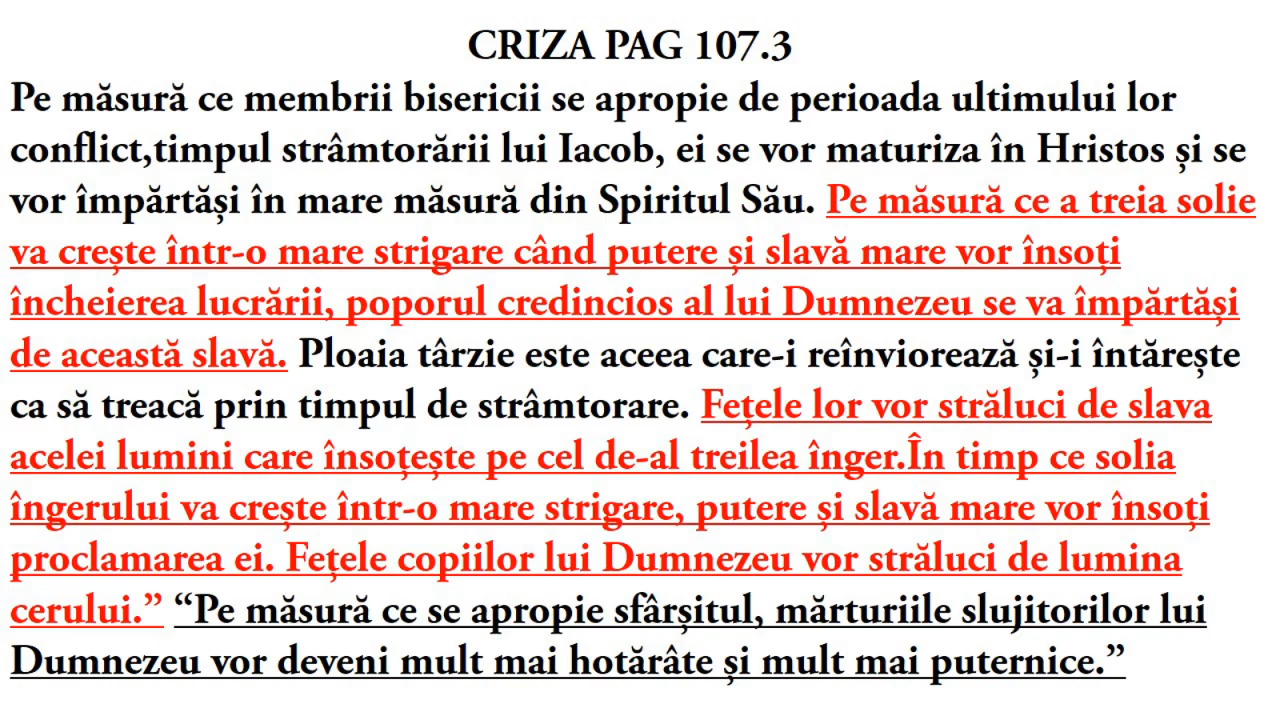 CRIZA PAG 107.3
Pe măsură ce membrii bisericii se apropie de perioada ultimului lor
conflict,timpul strâmtorării lui Iacob, ei se vor maturiza în Hristos și se
vor împărtăși în mare măsură din Spiritul Său. Pe măsură ce a treia solie
va crește într-o mare strigare când putere și slavă mare vor însoți
încheierea lucrării, poporul credincios al lui Dumnezeu se va împărtăși
de această slavă. Ploaia târzie este aceea care-i reînviorează și-i întărește
ca să treacă prin timpul de strâmtorare. Fețele lor vor străluci de slava
acelei lumini care însoțește pe cel de-al treilea înger.În timp ce solia
îngerului va crește într-o mare strigare, putere și slavă mare vor însoți
proclamarea ei. Fețele copiilor lui Dumnezeu vor străluci de lumina
cerului.” “Pe măsură ce se apropie sfârșitul, mărturiile slujitorilor lui
Dumnezeu vor deveni mult mai hotărâte și mult mai puternice.”